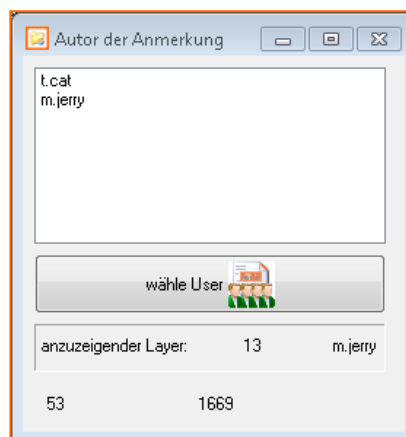 Autor der Anmerkung
t.cat
m.jerry
wähle User
anzuzeigender Layer: 13 m.jerry
53 1669